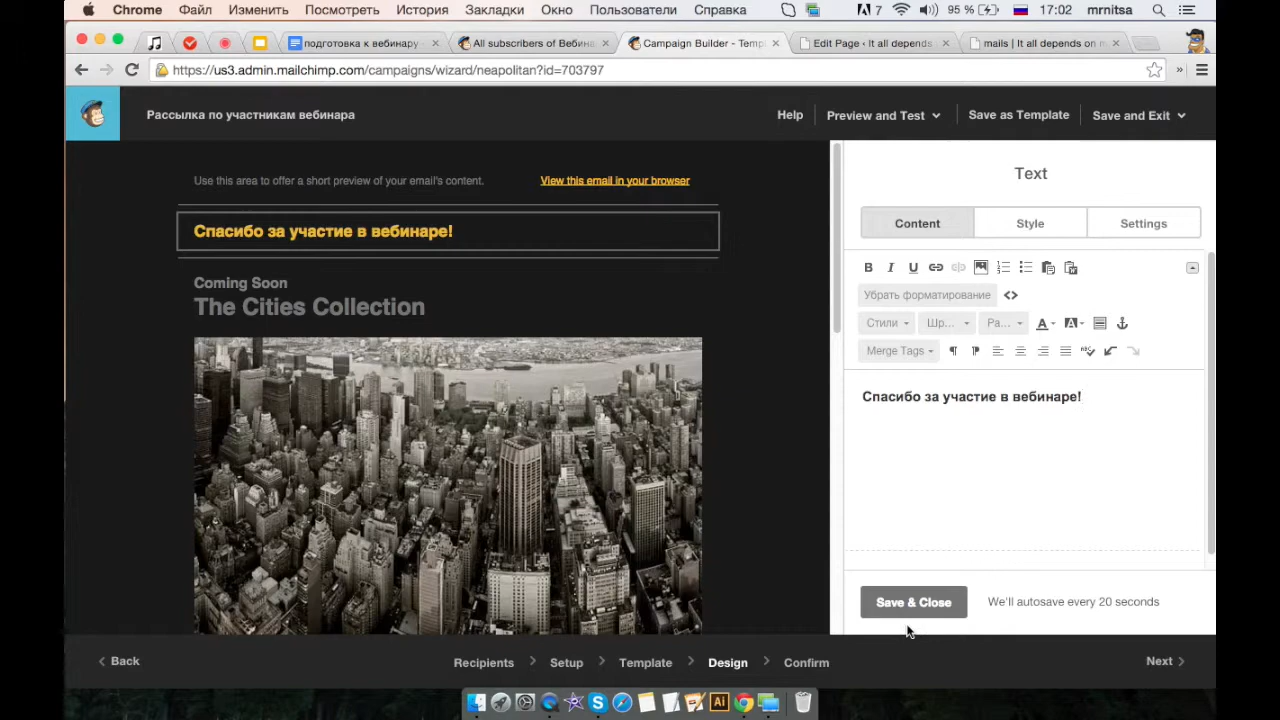 Chrome Файл Изменить Посмотреть История Закладки Окно Пользователи Справка 7 95 % 17:02 mrnitsa
подготовка к вебинару All subscribers of Вебина Campaign Builder - Templ Edit Page ‹ It all depends mails | It all depends on m
https://us3.admin.mailchimp.com/campaigns/wizard/neapolitan?id=703797
Рассылка по участникам вебинара Help Preview and Test Save as Template Save and Exit
Use this area to offer a short preview of your email's content. View this email in your browser
Спасибо за участие в вебинаре!
Coming Soon
The Cities Collection
Text
Content Style Settings
B I U
Убрать форматирование <>
Стили Шр... Ра... A A
Merge Tags
Спасибо за участие в вебинаре!
Save & Close We'll autosave every 20 seconds
Back Recipients Setup Template Design Confirm Next
Ai